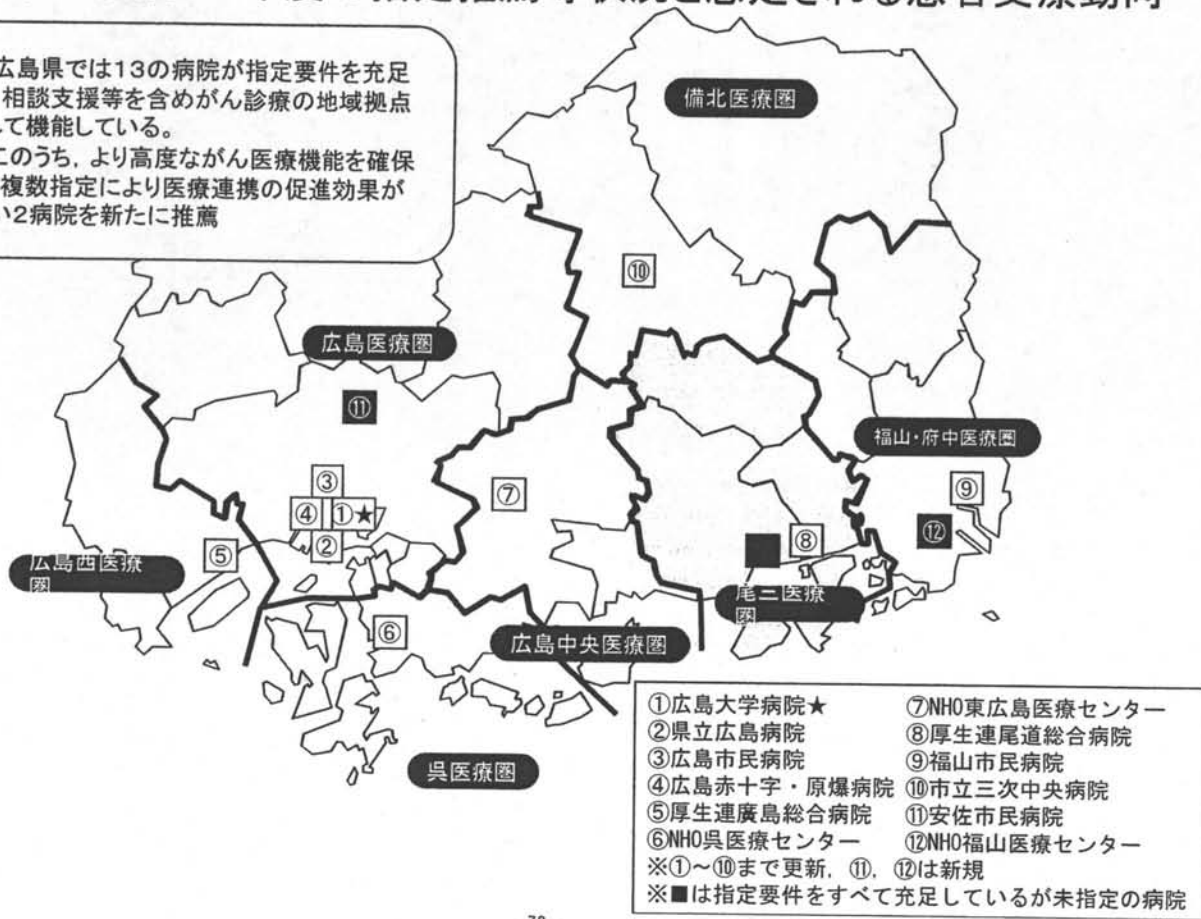 広島県では13の病院が指定要件を充足
相談支援等を含めがん診療の地域拠点
て機能している。
このうち，より高度ながん医療機能を確保
複数指定により医療連携の促進効果が
い2病院を新たに推薦
備北医療圏
⑩
広島医療圏
⑪
福山・府中医療圏
③
⑦
⑨
④
①★
⑫
②
⑧
⑤
広島西医療
圏
尾三医療
圏
⑥
広島中央医療圏
呉医療圏
①広島大学病院★
②県立広島病院
③広島市民病院
④広島赤十字・原爆病院
⑤厚生連廣島総合病院
⑥NHO呉医療センター
⑦NHO東広島医療センター
⑧厚生連尾道総合病院
⑨福山市民病院
⑩市立三次中央病院
⑪安佐市民病院
⑫NHO福山医療センター
※①～⑩まで更新，⑪，⑫は新規
※■は指定要件をすべて充足しているが未指定の病院